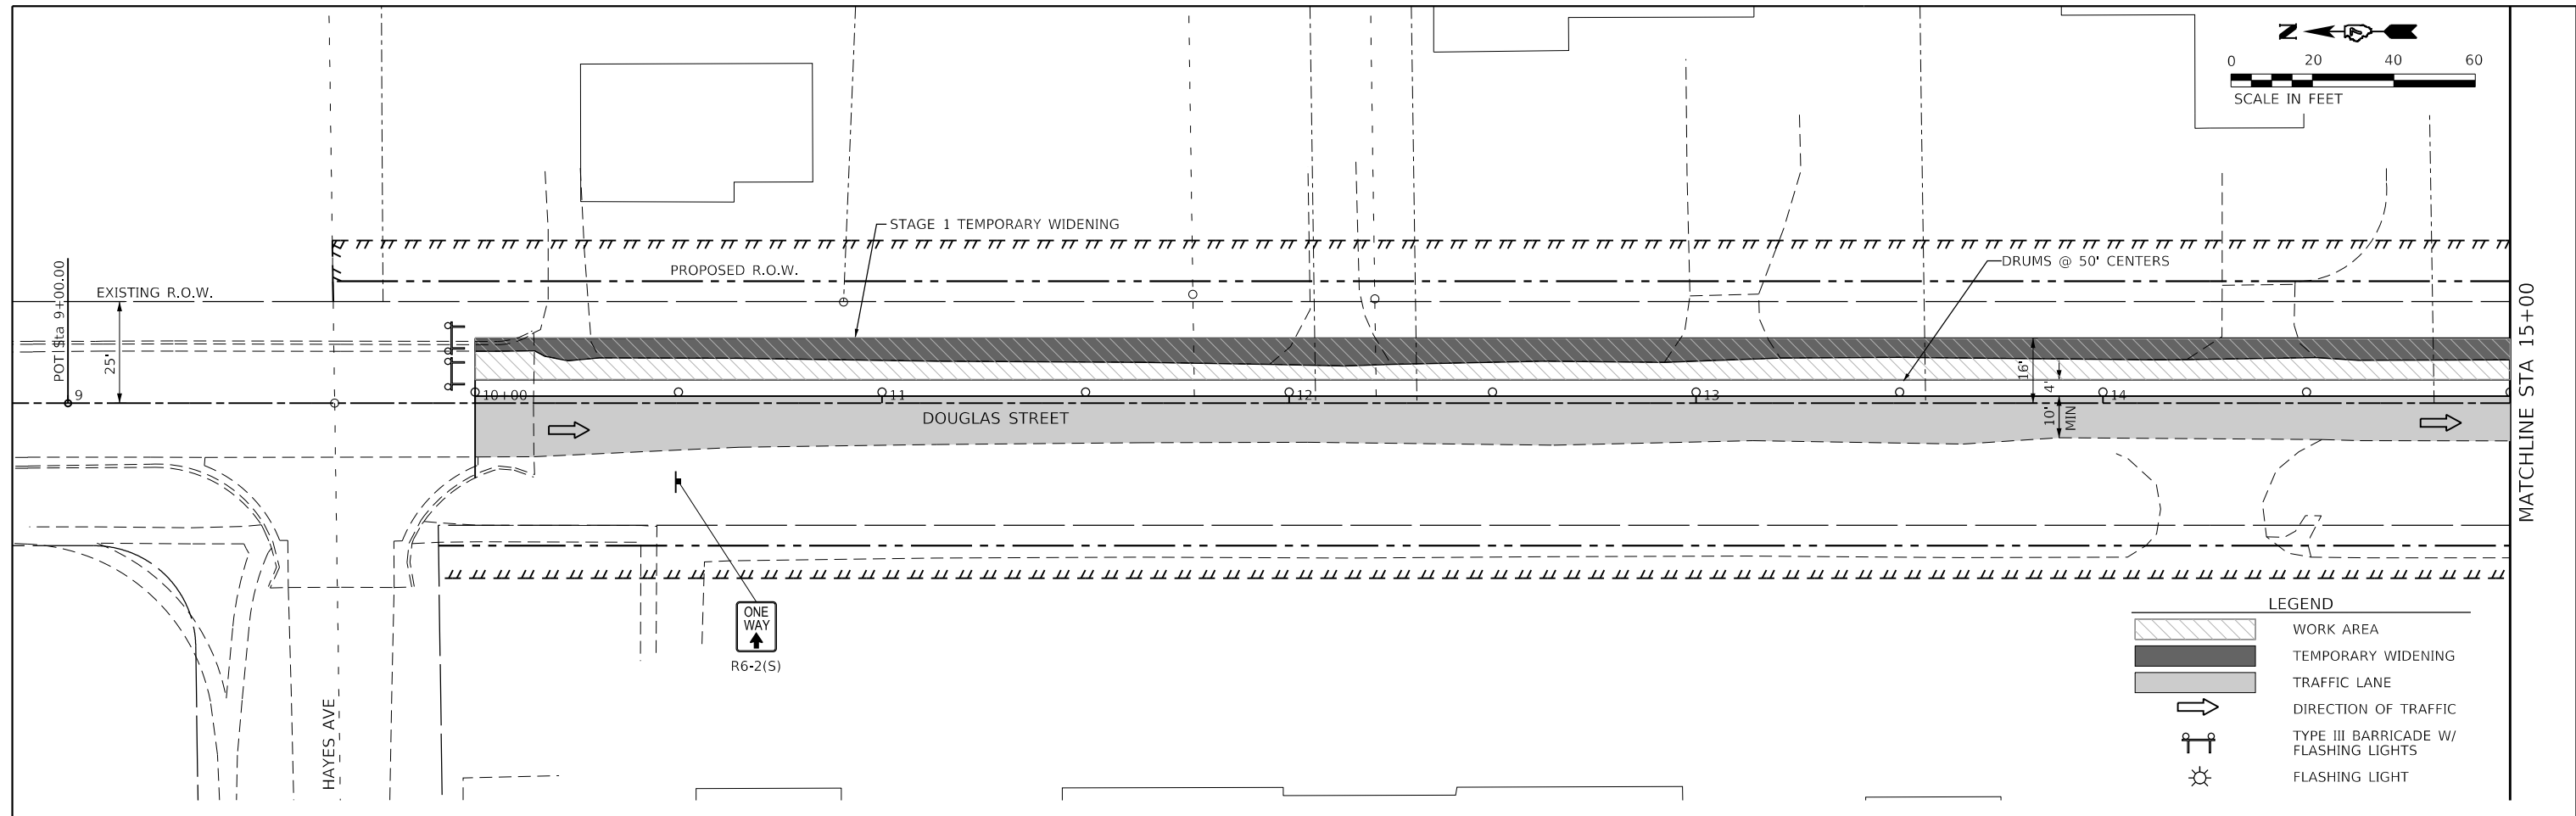 N
0 20 40 60
SCALE IN FEET
STAGE 1 TEMPORARY WIDENING
PROPOSED R.O.W.
DRUMS @ 50' CENTERS
EXISTING R.O.W.
POT Sta 9+00.00
25'
9
10+00
11
12
13
14
16'
4'
10'
MIN
DOUGLAS STREET
MATCHLINE STA 15+00
ONE
WAY
R6-2(S)
HAYES AVE
LEGEND
WORK AREA
TEMPORARY WIDENING
TRAFFIC LANE
DIRECTION OF TRAFFIC
TYPE III BARRICADE W/
FLASHING LIGHTS
FLASHING LIGHT